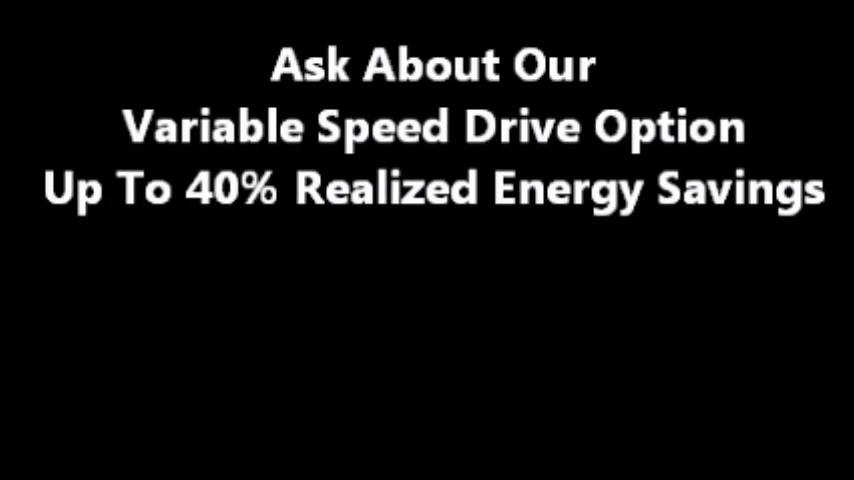 Ask About Our
Variable Speed Drive Option
Up To 40% Realized Energy Savings